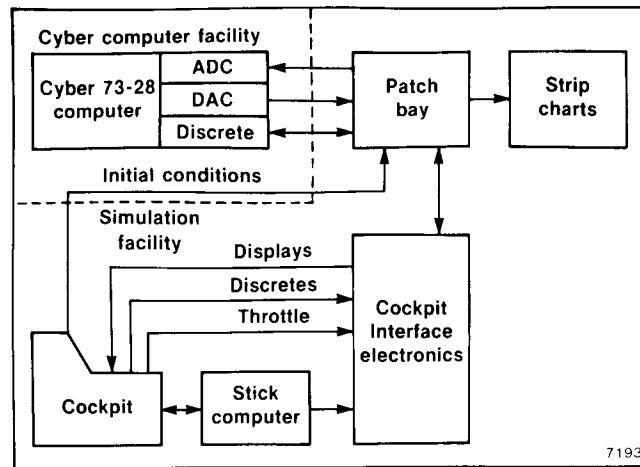 Cyber computer facility
Cyber 73-28
computer
ADC
DAC
Discrete
Patch
bay
Strip
charts
Initial conditions
Simulation
facility
Displays
Discretes
Throttle
Cockpit
Interface
electronics
Cockpit
Stick
computer
7193